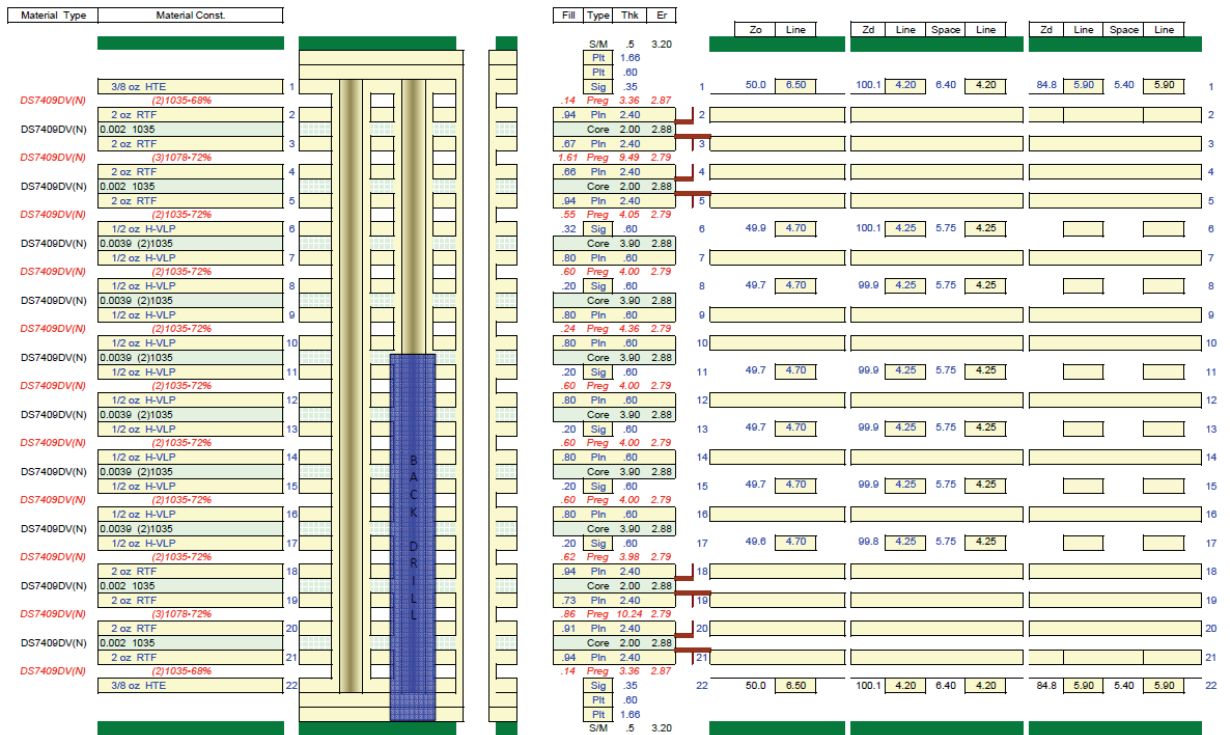 Material Type Material Const. Fill Type Thk Er
Zo Line Zd Line Space Line Zd Line Space Line
S/M .5 3.20
Plt 1.66
Plt .60
3/8 oz HTE 1 Sig .35 1 50.0 6.50 100.1 4.20 6.40 4.20 84.8 5.90 5.40 5.90 1
DS7409DV(N) (2)1035-68% .14 Preg 3.36 2.87
2 oz RTF 2 .94 Pln 2.40 2 2
DS7409DV(N) 0.002 1035 Core 2.00 2.88
2 oz RTF 3 .67 Pln 2.40 3 3
DS7409DV(N) (3)1078-72% 1.61 Preg 9.49 2.79
2 oz RTF 4 .66 Pln 2.40 4 4
DS7409DV(N) 0.002 1035 Core 2.00 2.88
2 oz RTF 5 .94 Pln 2.40 5 5
DS7409DV(N) (2)1035-72% .55 Preg 4.05 2.79
1/2 oz H-VLP 6 .32 Sig .60 6 49.9 4.70 100.1 4.25 5.75 4.25 6
DS7409DV(N) 0.0039 (2)1035 Core 3.90 2.88
1/2 oz H-VLP 7 .80 Pln .60 7 7
DS7409DV(N) (2)1035-72% .60 Preg 4.00 2.79
1/2 oz H-VLP 8 .20 Sig .60 8 49.7 4.70 99.9 4.25 5.75 4.25 8
DS7409DV(N) 0.0039 (2)1035 Core 3.90 2.88
1/2 oz H-VLP 9 .80 Pln .60 9 9
DS7409DV(N) (2)1035-72% .24 Preg 4.36 2.79
1/2 oz H-VLP 10 .80 Pln .60 10 10
DS7409DV(N) 0.0039 (2)1035 Core 3.90 2.88
1/2 oz H-VLP 11 .20 Sig .60 11 49.7 4.70 99.9 4.25 5.75 4.25 11
DS7409DV(N) (2)1035-72% .60 Preg 4.00 2.79
1/2 oz H-VLP 12 .80 Pln .60 12 12
DS7409DV(N) 0.0039 (2)1035 Core 3.90 2.88
1/2 oz H-VLP 13 .20 Sig .60 13 49.7 4.70 99.9 4.25 5.75 4.25 13
DS7409DV(N) (2)1035-72% .60 Preg 4.00 2.79
1/2 oz H-VLP 14 .80 Pln .60 14 14
DS7409DV(N) 0.0039 (2)1035 Core 3.90 2.88
1/2 oz H-VLP 15 .20 Sig .60 15 49.7 4.70 99.9 4.25 5.75 4.25 15
DS7409DV(N) (2)1035-72% .60 Preg 4.00 2.79
1/2 oz H-VLP 16 .80 Pln .60 16 16
DS7409DV(N) 0.0039 (2)1035 Core 3.90 2.88
1/2 oz H-VLP 17 .20 Sig .60 17 49.6 4.70 99.8 4.25 5.75 4.25 17
DS7409DV(N) (2)1035-72% .62 Preg 3.98 2.79
2 oz RTF 18 .94 Pln 2.40 18 18
DS7409DV(N) 0.002 1035 Core 2.00 2.88
2 oz RTF 19 .73 Pln 2.40 19 19
DS7409DV(N) (3)1078-72% .86 Preg 10.24 2.79
2 oz RTF 20 .91 Pln 2.40 20 20
DS7409DV(N) 0.002 1035 Core 2.00 2.88
2 oz RTF 21 .94 Pln 2.40 21 21
DS7409DV(N) (2)1035-68% .14 Preg 3.36 2.87
3/8 oz HTE 22 Sig .35 22 50.0 6.50 100.1 4.20 6.40 4.20 84.8 5.90 5.40 5.90 22
Plt .60
Plt 1.66
S/M .5 3.20
BACK DRILL